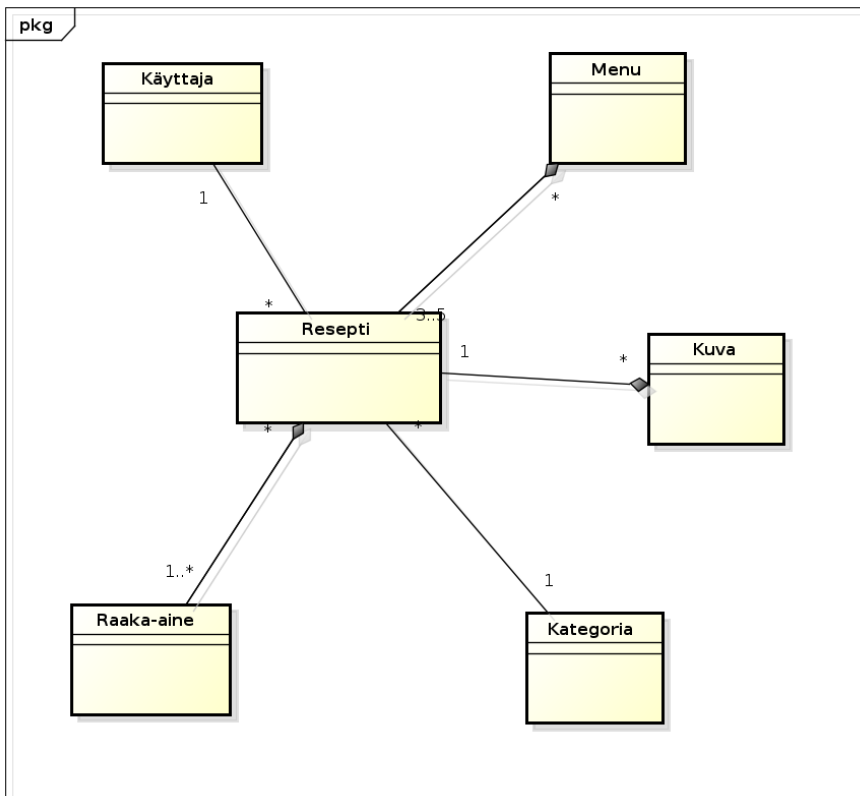 pkg
Käyttaja
Menu
1
*
*
3..5
Resepti
1
*
Kuva
*
*
1..*
1
Raaka-aine
Kategoria